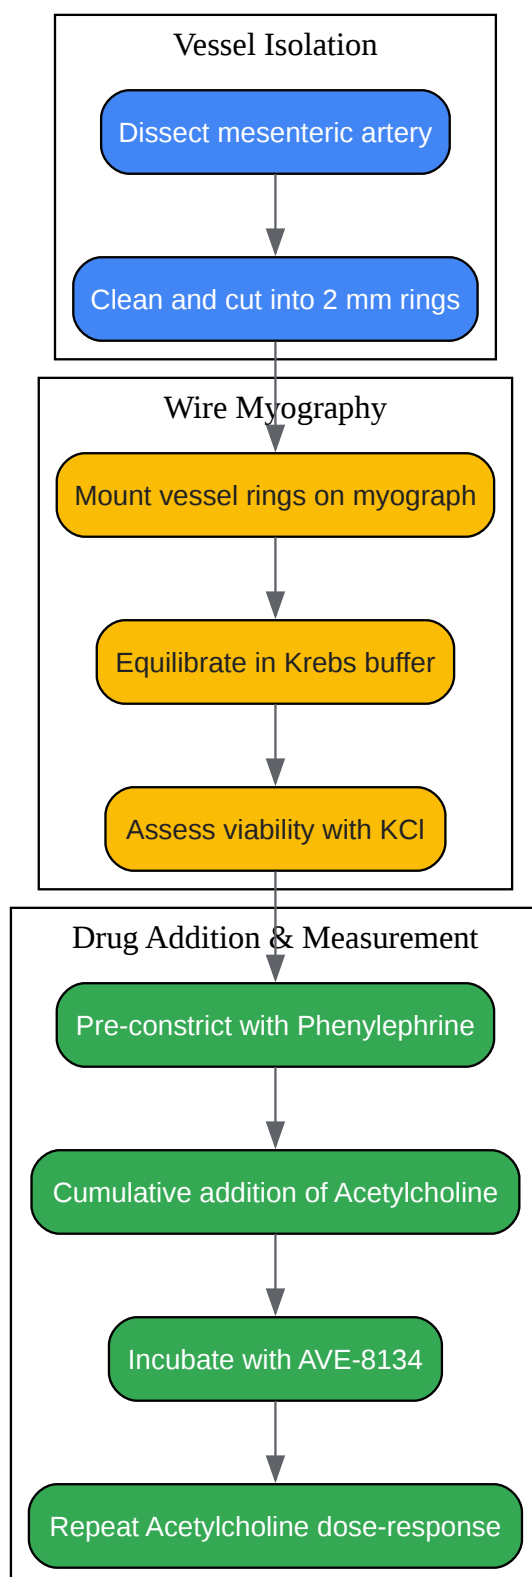 Vessel Isolation
Dissect mesenteric artery
Clean and cut into 2 mm rings
Wire Myography
Mount vessel rings on myograph
Equilibrate in Krebs buffer
Assess viability with KCl
Drug Addition & Measurement
Pre-constrict with Phenylephrine
Cumulative addition of Acetylcholine
Incubate with AVE-8134
Repeat Acetylcholine dose-response